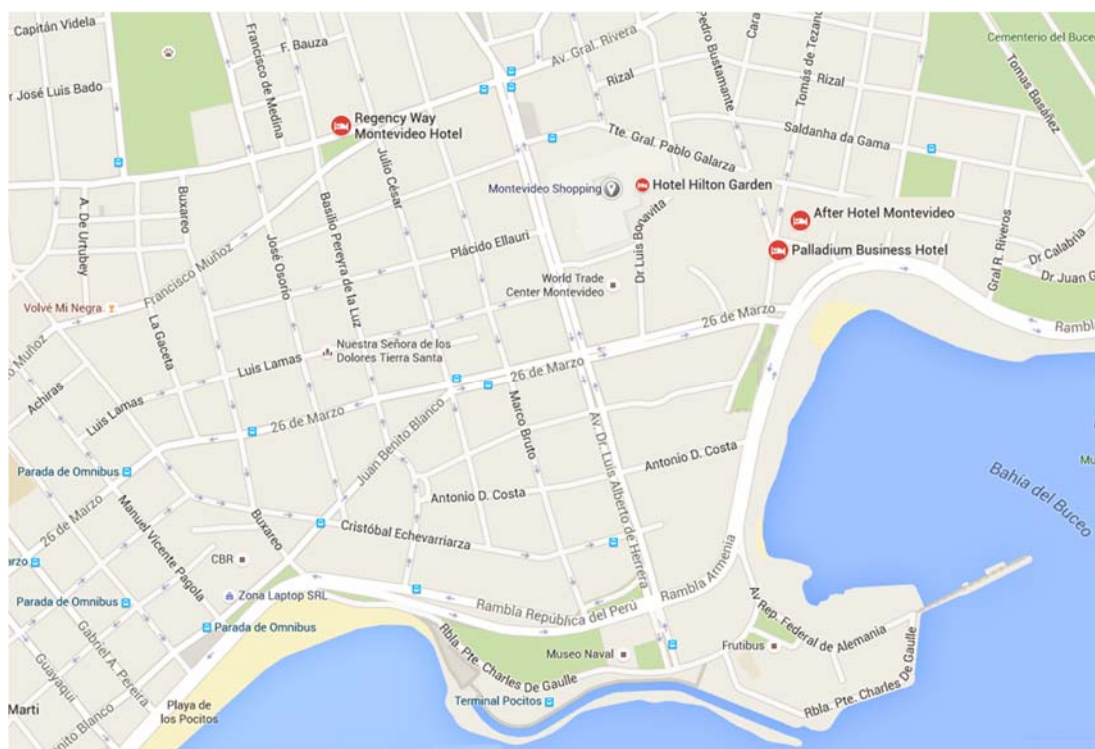 Capitán Videla
F. Bauza
Francisco de Medina
Av. Gral. Rivera
Pedro Bustamante
Cara
Tomás de Tezano
Cementerio del Buceo
r José Luis Bado
Rizal
Rizal
Tomas Basáñez
Regency Way
Montevideo Hotel
Julio César
Tte. Gral. Pablo Galarza
Saldanha da Gama
Montevideo Shopping
Hotel Hilton Garden
A. De Urtubey
Buxareo
Basilio Pereyra de la Luz
Plácido Ellauri
Dr Luis Bonavita
After Hotel Montevideo
Palladium Business Hotel
Gral R. Riveros
Dr Calabria
Dr Juan G
José Osorio
Francisco Muñoz
World Trade
Center Montevideo
Volvé Mi Negra
La Gaceta
26 de Marzo
Rambla
o Muñoz
Nuestra Señora de los
Dolores Tierra Santa
Luis Lamas
26 de Marzo
Achiras
Luis Lamas
26 de Marzo
Juan Benito Blanco
Marco Bruto
Av. Dr. Luis Alberto de Herrera
Antonio D. Costa
Parada de Omnibus
Bahía del Buceo
Mu
Antonio D. Costa
26 de Marzo
Manuel Vicente Pagola
Buxareo
Cristóbal Echevarriarza
CBR
arzo
Rambla Armenia
Zona Laptop SRL
Parada de Omnibus
Rambla República del Perú
Av Rep. Federal de Alemania
Parada de Omnibus
Gabriel A. Pereira
Guayaqui
Rbla. Pte. Charles De Gaulle
Museo Naval
Frutibus
Rbla. Pte. Charles De Gaulle
Terminal Pocitos
Playa de
los Pocitos
Marti
enito Blanco